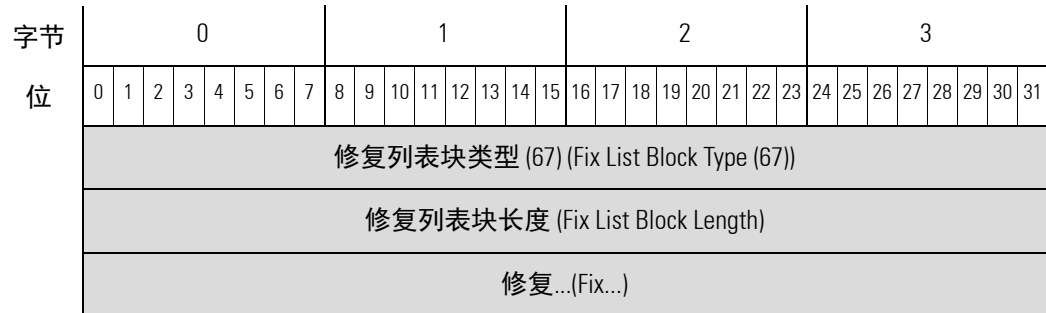 字节 0 1 2 3
位 0 1 2 3 4 5 6 7 8 9 10 11 12 13 14 15 16 17 18 19 20 21 22 23 24 25 26 27 28 29 30 31
修复列表块类型 (67) (Fix List Block Type (67))
修复列表块长度 (Fix List Block Length)
修复...(Fix...)